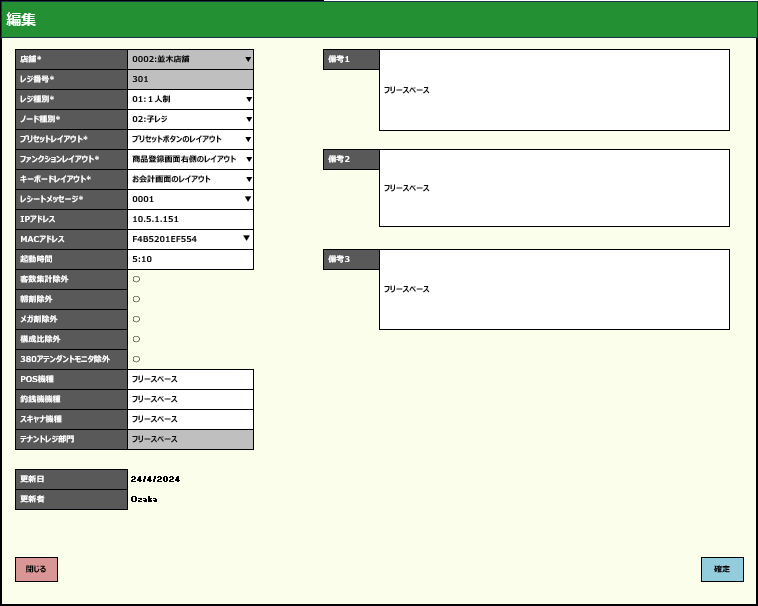 編集
店舗* 0002:並木店舗 ▼
レジ番号* 301
レジ種別* 01:１人制 ▼
ノード種別* 02:子レジ ▼
プリセットレイアウト* プリセットボタンのレイアウト ▼
ファンクションレイアウト* 商品登録画面右側のレイアウト ▼
キーボードレイアウト* お会計画面のレイアウト ▼
レシートメッセージ* 0001 ▼
IPアドレス 10.5.1.151
MACアドレス F4B5201EF554 ▼
起動時間 5:10
客数集計除外 〇
締割除外 〇
メガ割除外 〇
構成比除外 〇
380アテンダントモニタ除外 〇
POS機種 フリースペース
釣銭機機種 フリースペース
スキャナ機種 フリースペース
テナントレジ部門 フリースペース
更新日 24/4/2024
更新者 Ozaka
備考1 フリースペース
備考2 フリースペース
備考3 フリースペース
閉じる
確定